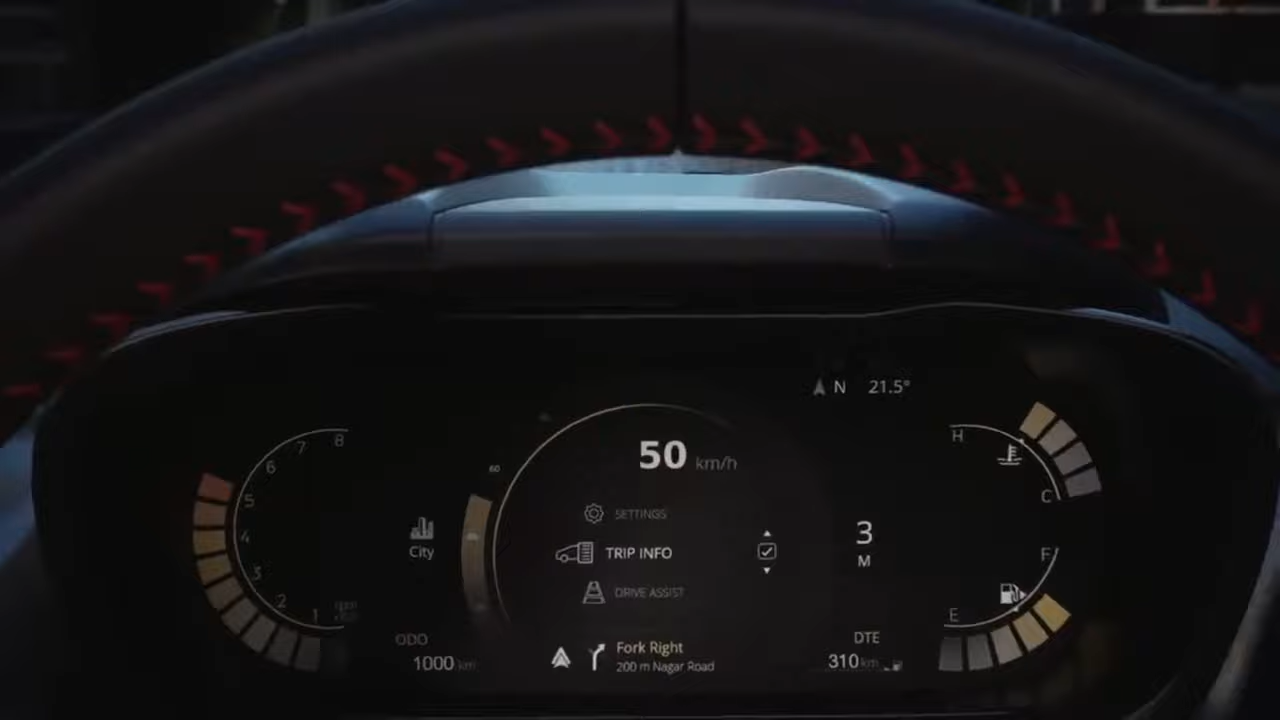 N 21.5°
8
7
6
5
4
3
2
1
60
50 km/h
SETTINGS
TRIP INFO
DRIVE ASSIST
City
3
M
H
C
F
E
ODO
1000 km
Fork Right
200 m Nagar Road
DTE
310 km